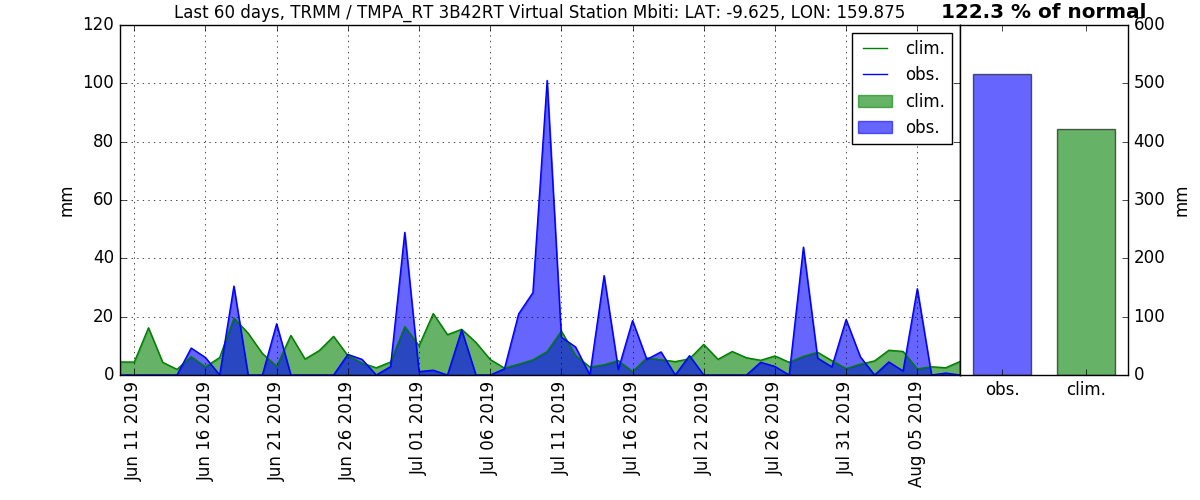 Last 60 days, TRMM / TMPA_RT 3B42RT Virtual Station Mbiti: LAT: -9.625, LON: 159.875
122.3 % of normal
120
100
80
60
40
20
0
mm
clim.
obs.
clim.
obs.
Jun 11 2019
Jun 16 2019
Jun 21 2019
Jun 26 2019
Jul 01 2019
Jul 06 2019
Jul 11 2019
Jul 16 2019
Jul 21 2019
Jul 26 2019
Jul 31 2019
Aug 05 2019
600
500
400
300
200
100
0
mm
obs.
clim.